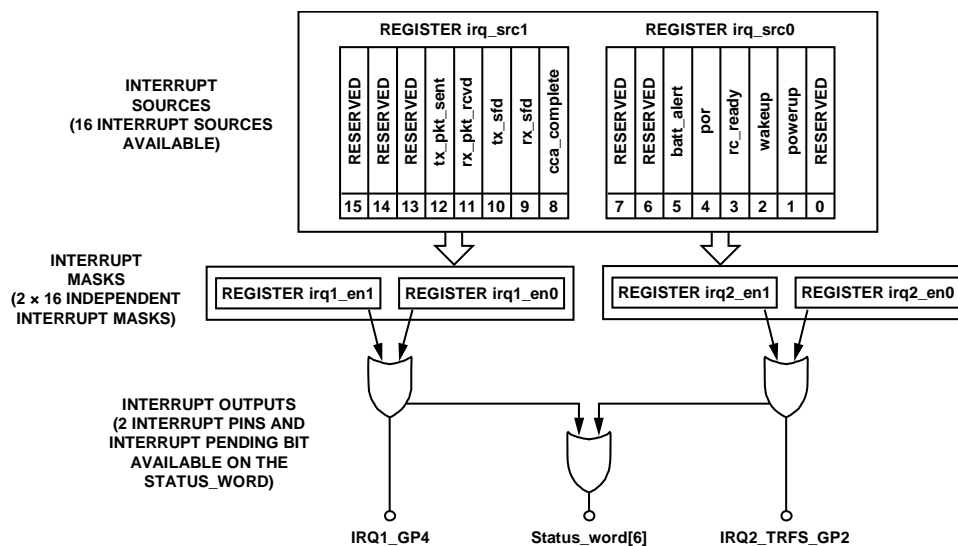 REGISTER irq_src1
REGISTER irq_src0
INTERRUPT
SOURCES
(16 INTERRUPT SOURCES
AVAILABLE)
RESERVED
RESERVED
RESERVED
tx_pkt_sent
rx_pkt_rcvd
tx_sfd
rx_sfd
cca_complete
RESERVED
RESERVED
batt_alert
por
rc_ready
wakeup
powerup
RESERVED
15 14 13 12 11 10 9 8
7 6 5 4 3 2 1 0
INTERRUPT
MASKS
(2 × 16 INDEPENDENT
INTERRUPT MASKS)
REGISTER irq1_en1
REGISTER irq1_en0
REGISTER irq2_en1
REGISTER irq2_en0
INTERRUPT OUTPUTS
(2 INTERRUPT PINS AND
INTERRUPT PENDING BIT
AVAILABLE ON THE
STATUS_WORD)
IRQ1_GP4
Status_word[6]
IRQ2_TRFS_GP2